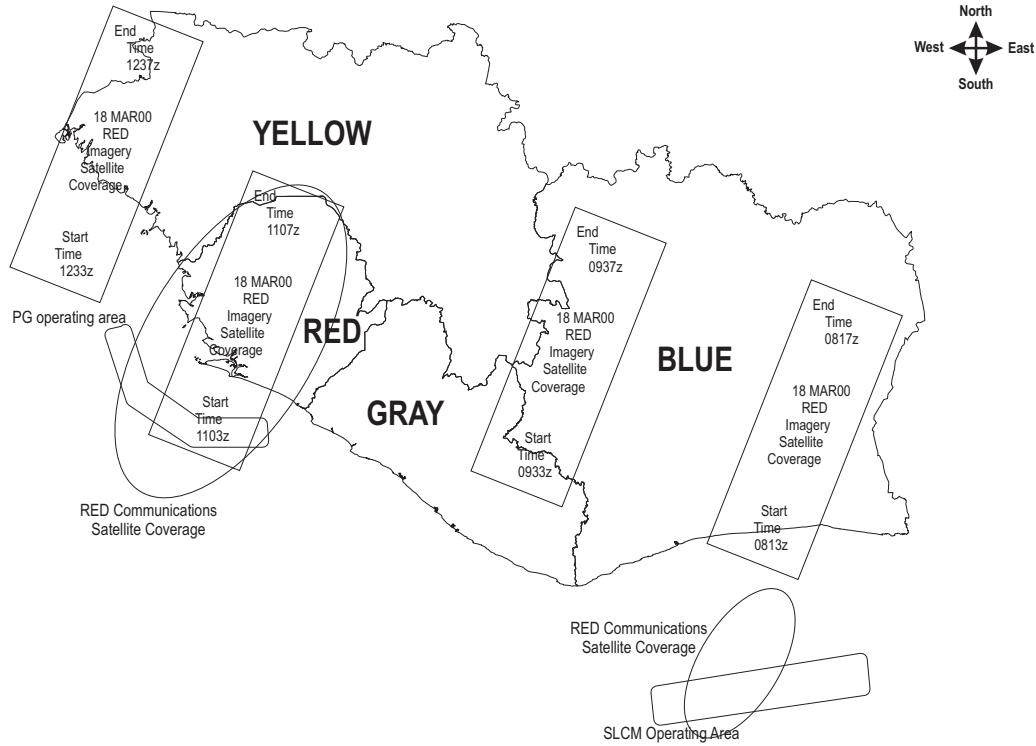 North
West East
South
End
Time
1237z
18 MAR00
RED
Imagery
Satellite
Coverage
Start
Time
1233z
YELLOW
End
Time
1107z
18 MAR00
RED
Imagery
Satellite
Coverage
Start
Time
1103z
PG operating area
RED
RED Communications
Satellite Coverage
GRAY
End
Time
0937z
18 MAR00
RED
Imagery
Satellite
Coverage
Start
Time
0933z
BLUE
End
Time
0817z
18 MAR00
RED
Imagery
Satellite
Coverage
Start
Time
0813z
RED Communications
Satellite Coverage
SLCM Operating Area